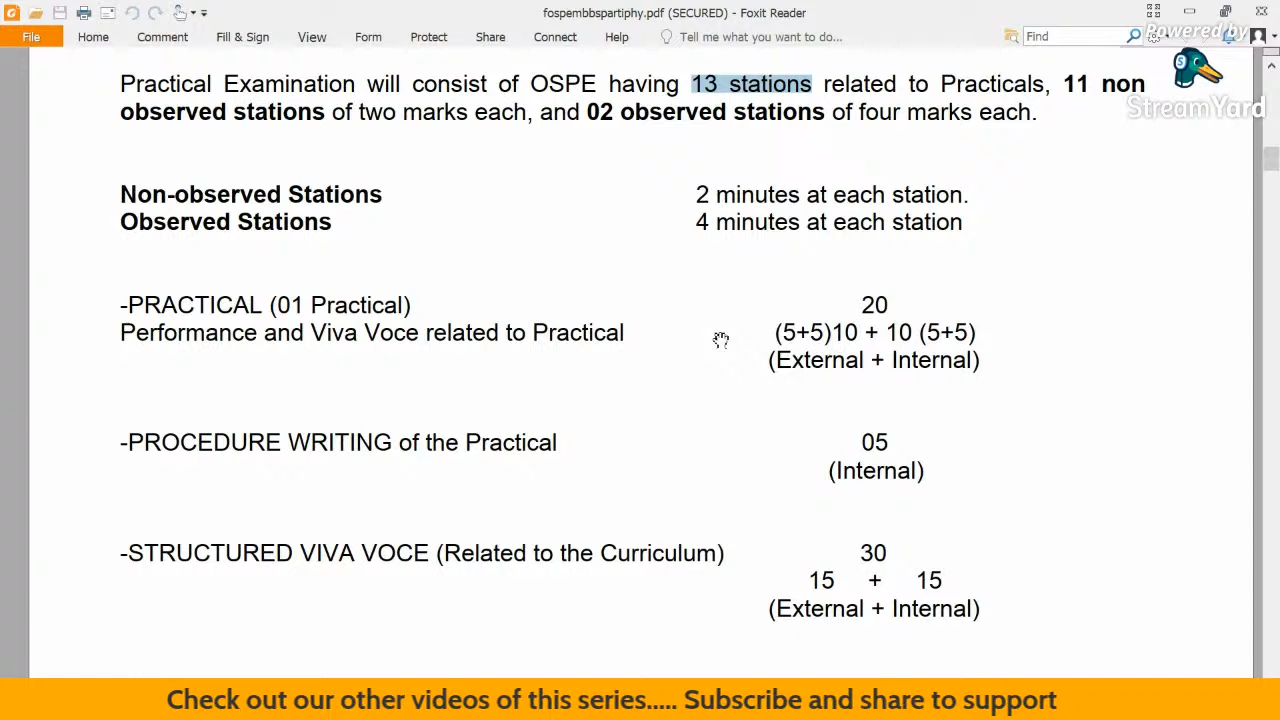 fospembbspartiphy.pdf (SECURED) - Foxit Reader
File Home Comment Fill & Sign View Form Protect Share Connect Help Tell me what you want to do... Find
Powered by
StreamYard
Practical Examination will consist of OSPE having 13 stations related to Practicals, 11 non
observed stations of two marks each, and 02 observed stations of four marks each.
Non-observed Stations 2 minutes at each station.
Observed Stations 4 minutes at each station
-PRACTICAL (01 Practical) 20
Performance and Viva Voce related to Practical (5+5)10 + 10 (5+5)
(External + Internal)
-PROCEDURE WRITING of the Practical 05
(Internal)
-STRUCTURED VIVA VOCE (Related to the Curriculum) 30
15 + 15
(External + Internal)
Check out our other videos of this series..... Subscribe and share to support